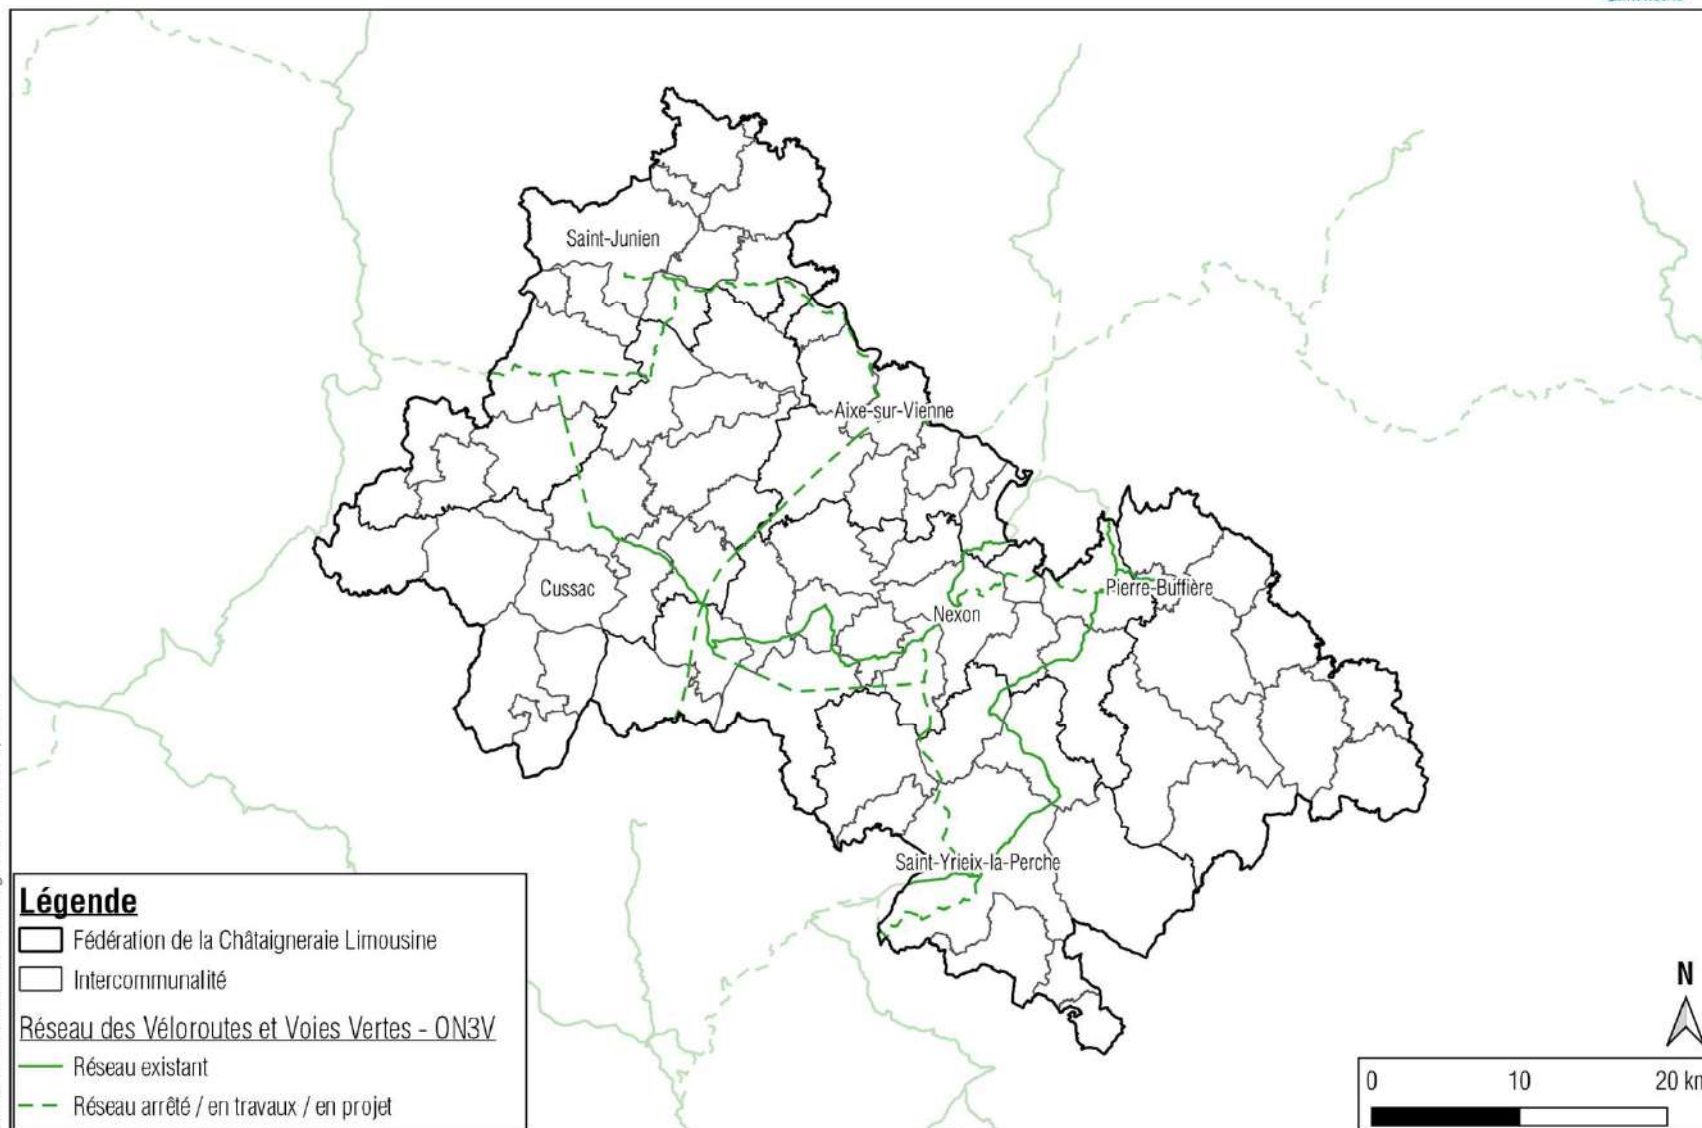 Saint-Junien
Aixe-sur-Vienne
Cussac
Pierre-Buffière
Nexon
Saint-Yrieix-la-Perche
Légende
Fédération de la Châtaigneraie Limousine
Intercommunalité
Réseau des Véloroutes et Voies Vertes - ON3V
Réseau existant
Réseau arrêté / en travaux / en projet
N
0 10 20 km